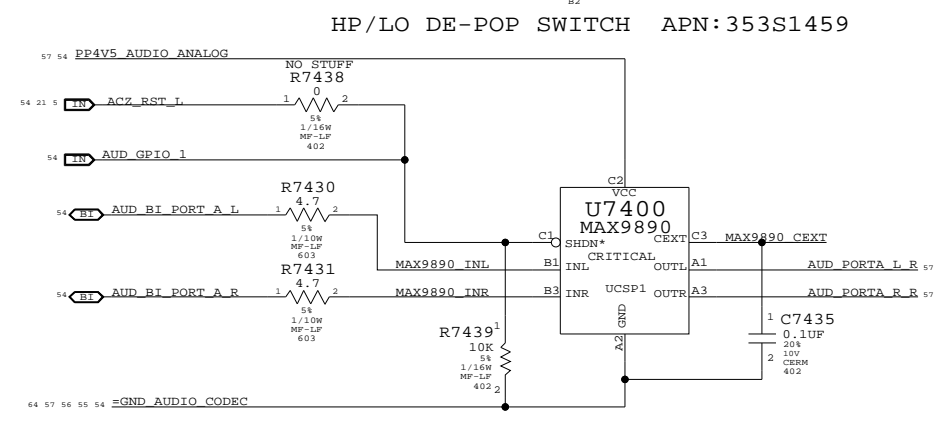 B2
HP/LO DE-POP SWITCH APN:353S1459
57 54 PP4V5_AUDIO_ANALOG
NO STUFF
R7438
0
54 21 5 IN ACZ_RST_L 1 2
5%
1/16W
MF-LF
402
54 IN AUD_GPIO_1
C2
VCC
R7430
4.7
54 BI AUD_BI_PORT_A_L 1 2
5%
1/10W
MF-LF
603
U7400
MAX9890
C1 SHDN* CEXT C3 MAX9890_CEXT
CRITICAL
MAX9890_INL B1 INL OUTL A1 AUD_PORTA_L_R 57
R7431
4.7
54 BI AUD_BI_PORT_A_R 1 2 MAX9890_INR B3 INR UCSP1 OUTR A3 AUD_PORTA_R_R 57
5%
1/10W
MF-LF
603
GND
A2
R7439 1
10K
5%
1/16W
MF-LF
402 2
1 C7435
0.1UF
20%
10V
2 CERM
402
64 57 56 55 54 =GND_AUDIO_CODEC